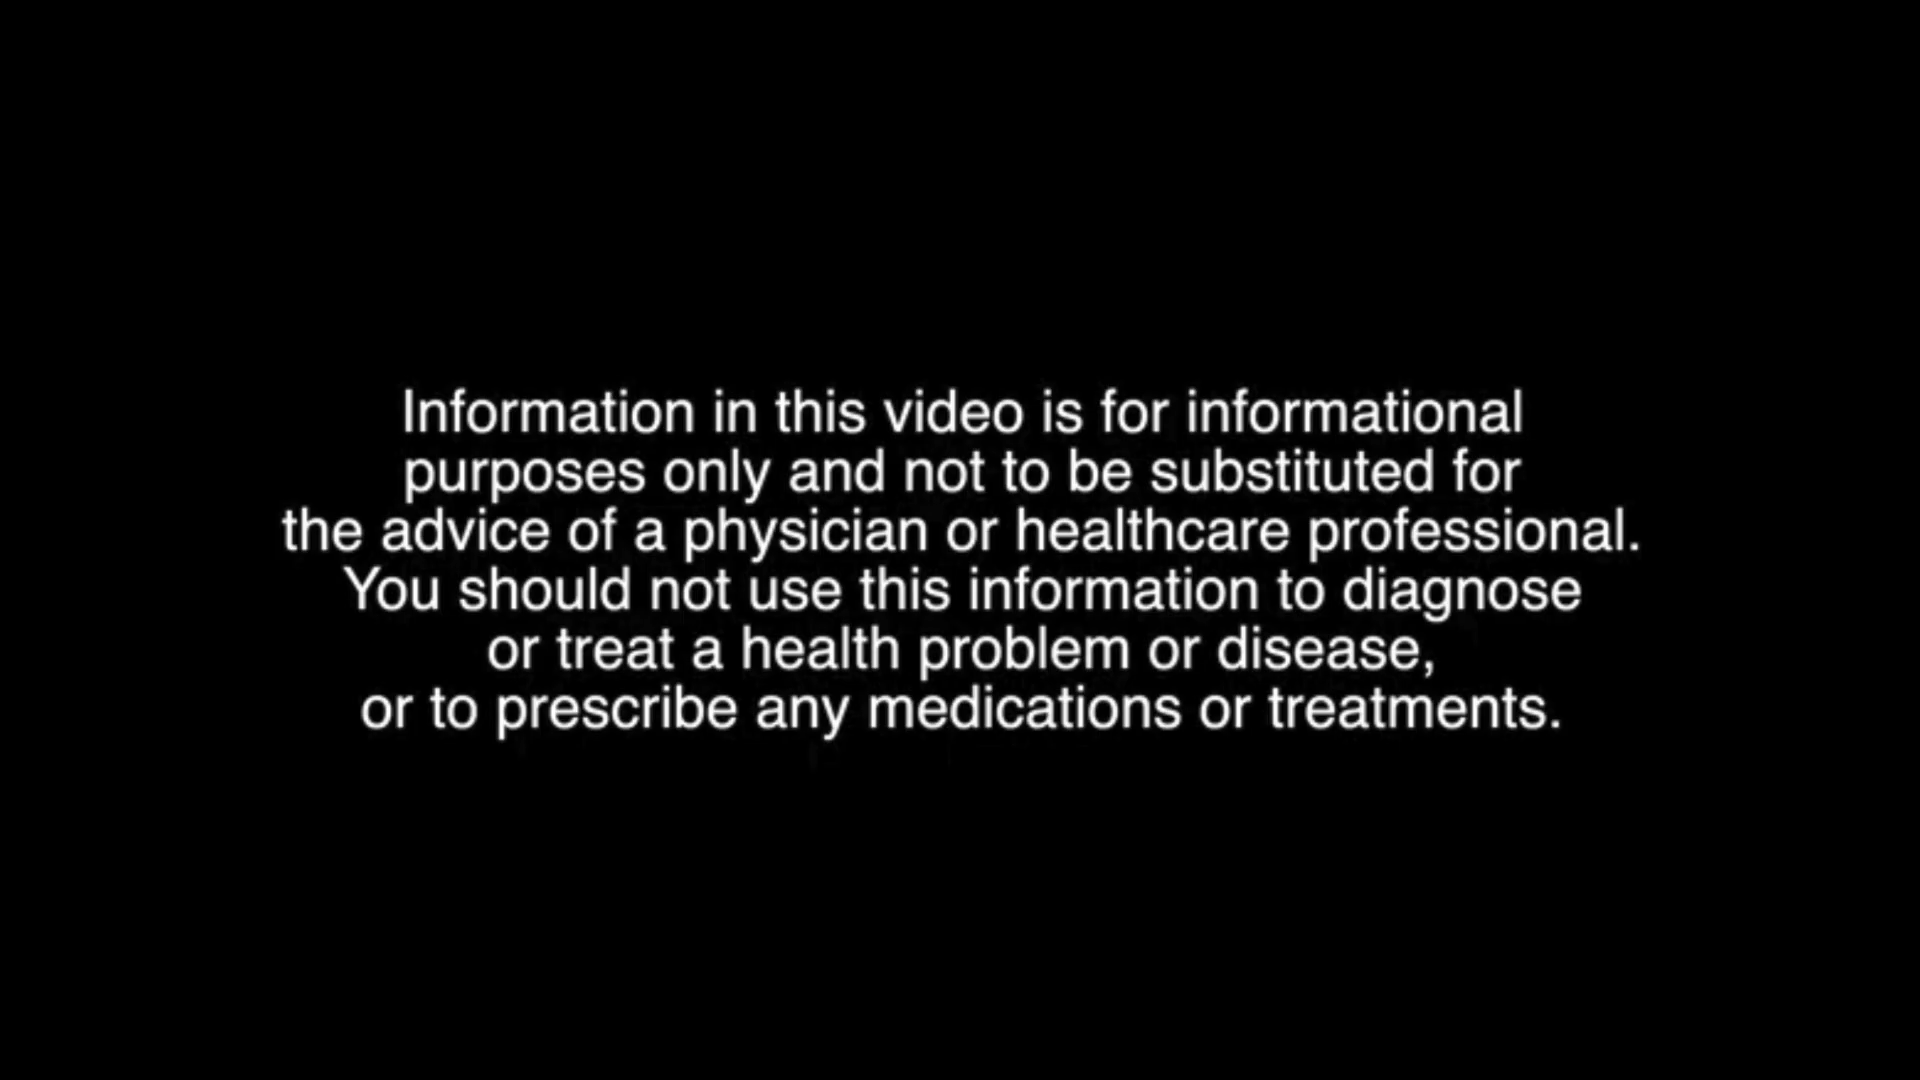 Information in this video is for informational
purposes only and not to be substituted for
the advice of a physician or healthcare professional.
You should not use this information to diagnose
or treat a health problem or disease,
or to prescribe any medications or treatments.